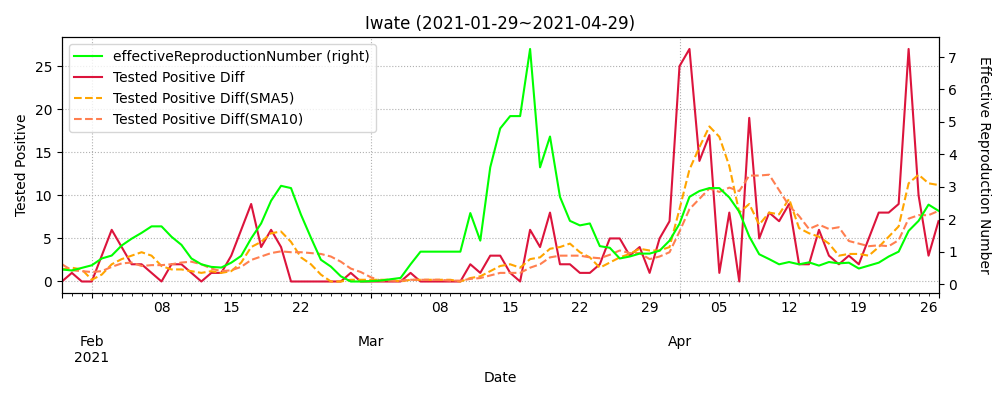 Iwate (2021-01-29~2021-04-29)
effectiveReproductionNumber (right)
Tested Positive Diff
Tested Positive Diff(SMA5)
Tested Positive Diff(SMA10)
Tested Positive
0
5
10
15
20
25
Effective Reproduction Number
0
1
2
3
4
5
6
7
08 15 22 08 15 22 29 05 12 19 26
Feb Mar Apr
2021
Date